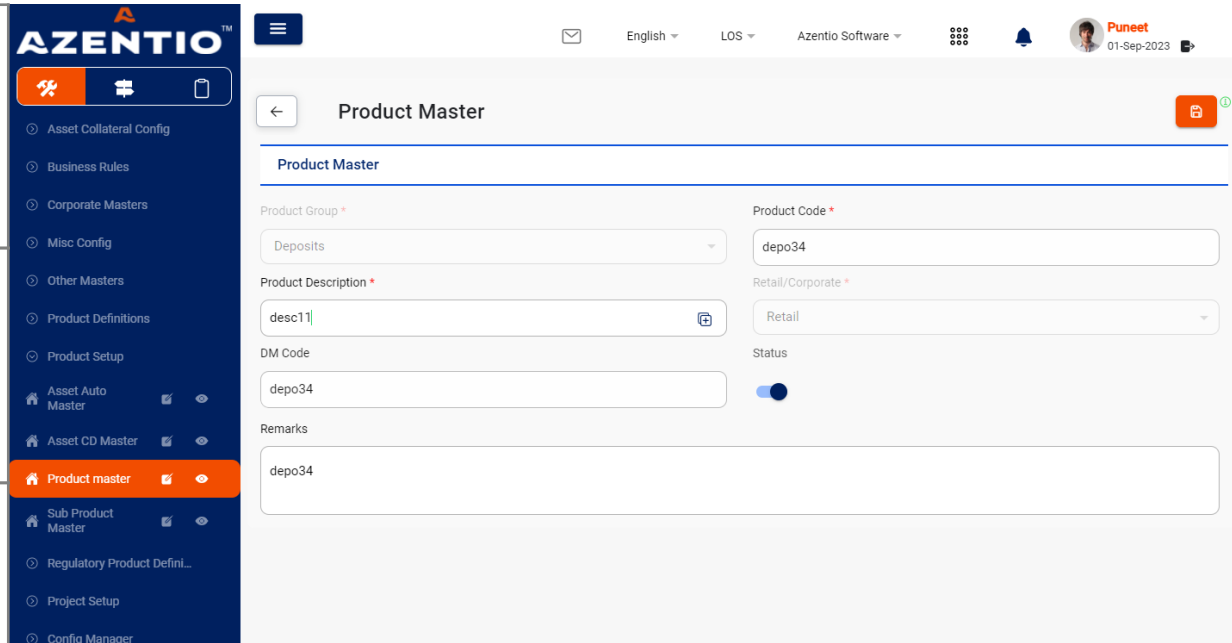 AZENTIO™
English
LOS
Azentio Software
Puneet
01-Sep-2023
Asset Collateral Config
Business Rules
Corporate Masters
Misc Config
Other Masters
Product Definitions
Product Setup
Asset Auto
Master
Asset CD Master
Product master
Sub Product
Master
Regulatory Product Defini...
Project Setup
Config Manager
Product Master
Product Master
Product Group *
Deposits
Product Code *
depo34
Product Description *
desc11
Retail/Corporate *
Retail
DM Code
depo34
Status
Remarks
depo34